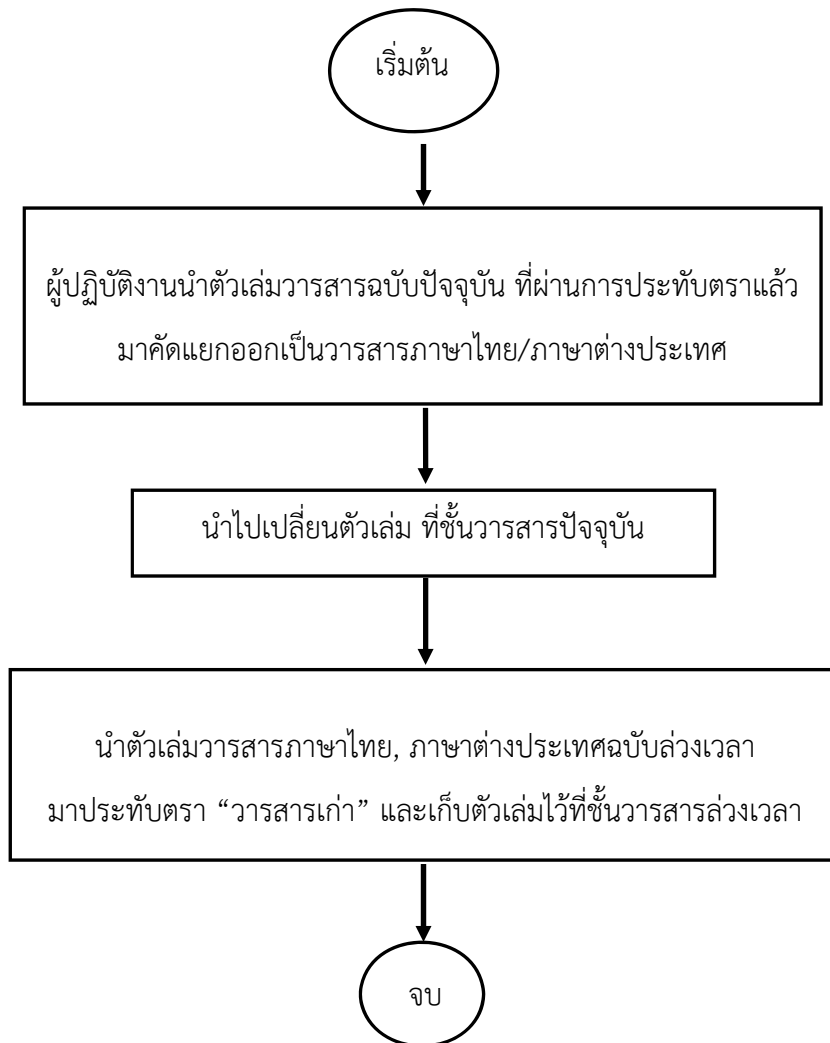 เริ่มต้น
ผู้ปฏิบัติงานนำตัวเล่มวารสารฉบับปัจจุบัน ที่ผ่านการประทับตราแล้ว
มาคัดแยกออกเป็นวารสารภาษาไทย/ภาษาต่างประเทศ
นำไปเปลี่ยนตัวเล่ม ที่ชั้นวารสารปัจจุบัน
นำตัวเล่มวารสารภาษาไทย, ภาษาต่างประเทศฉบับล่วงเวลา
มาประทับตรา “วารสารเก่า” และเก็บตัวเล่มไว้ที่ชั้นวารสารล่วงเวลา
จบ